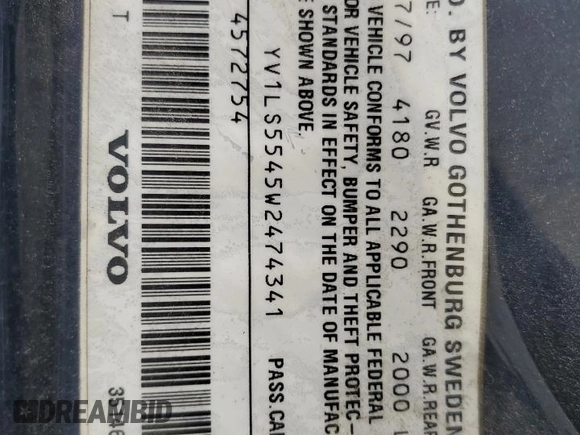 D. BY VOLVO GOTHENBURG SWEDEN
E: G.V.W.R GA.W.R.FRONT GA.W.R.REAR
7/97 4180 2290 2000
VEHICLE CONFORMS TO ALL APPLICABLE FEDERAL
OR VEHICLE SAFETY, BUMPER AND THEFT PROTEC-
STANDARDS IN EFFECT ON THE DATE OF MANUFAC
E SHOWN ABOVE.
YV1LS5545W2474341 PASS.CAR
4572754
T VOLVO
DREAMBID